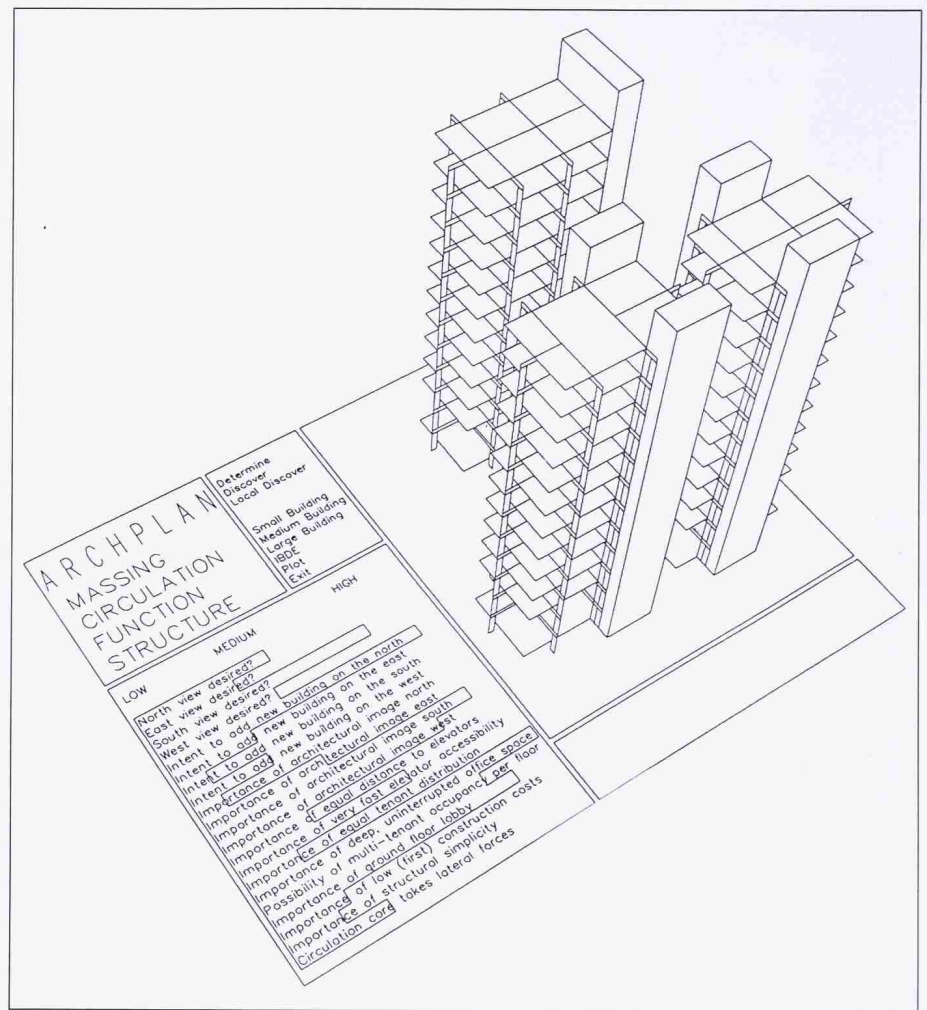 ARCHPLAN
MASSING
CIRCULATION
FUNCTION
STRUCTURE
Determine
Discover
Local Discover
Small Building
Medium Building
Large Building
IBDE
Plot
Exit
LOW
MEDIUM
HIGH
North view desired?
East view desired?
South view desired?
West view desired?
Intent to add new building on the north
Intent to add new building on the east
Intent to add new building on the south
Intent to add new building on the west
Importance of architectural image north
Importance of architectural image east
Importance of architectural image south
Importance of architectural image west
Importance of equal distance to elevators
Importance of very fast elevator accessibility
Importance of equal tenant distribution
Importance of deep, uninterrupted office space
Possibility of multi-tenant occupancy per floor
Importance of ground floor lobby
Importance of low (first) construction costs
Importance of structural simplicity
Circulation core takes lateral forces